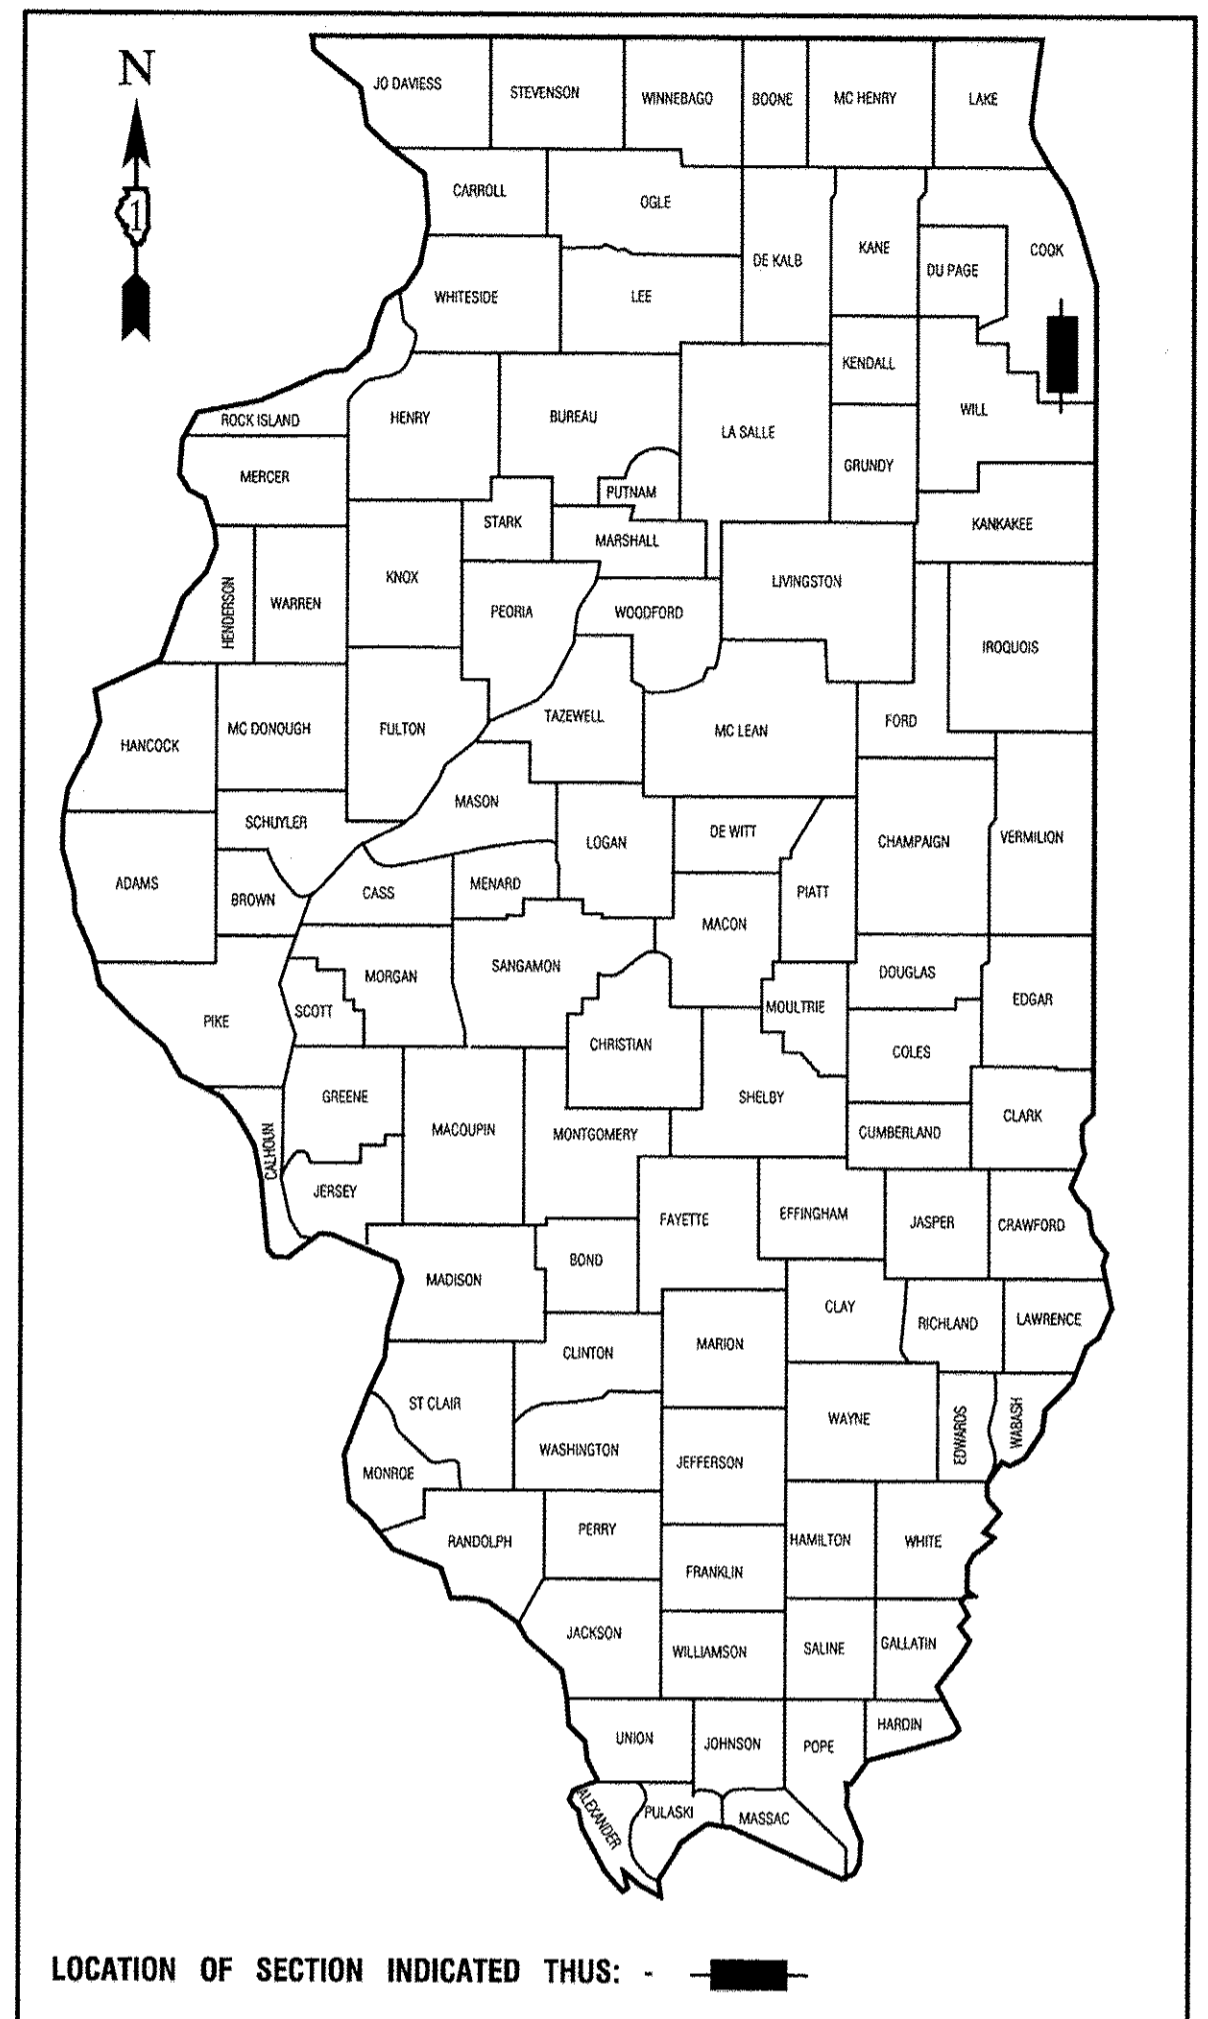 N
JO DAVIESS
STEVENSON
WINNEBAGO
BOONE
MC HENRY
LAKE
CARROLL
OGLE
DE KALB
KANE
DU PAGE
COOK
1
WHITESIDE
LEE
KENDALL
WILL
ROCK ISLAND
HENRY
BUREAU
LA SALLE
GRUNDY
MERCER
PUTNAM
STARK
MARSHALL
KANKAKEE
HENDERSON
WARREN
KNOX
PEORIA
WOODFORD
LIVINGSTON
IROQUOIS
HANCOCK
MC DONOUGH
FULTON
TAZEWELL
MC LEAN
FORD
SCHUYLER
MASON
LOGAN
DE WITT
CHAMPAIGN
VERMILION
ADAMS
BROWN
CASS
MENARD
MACON
PIATT
PIKE
SCOTT
MORGAN
SANGAMON
CHRISTIAN
MOULTRIE
DOUGLAS
EDGAR
COLES
GREENE
MACOUPIN
MONTGOMERY
SHELBY
CUMBERLAND
CLARK
CALHOUN
JERSEY
FAYETTE
EFFINGHAM
JASPER
CRAWFORD
MADISON
BOND
CLAY
RICHLAND
LAWRENCE
CLINTON
MARION
ST CLAIR
WASHINGTON
WAYNE
EDWARDS
WABASH
MONROE
JEFFERSON
RANDOLPH
PERRY
HAMILTON
WHITE
FRANKLIN
JACKSON
WILLIAMSON
SALINE
GALLATIN
UNION
JOHNSON
POPE
HARDIN
ALEXANDER
PULASKI
MASSAC
LOCATION OF SECTION INDICATED THUS: -